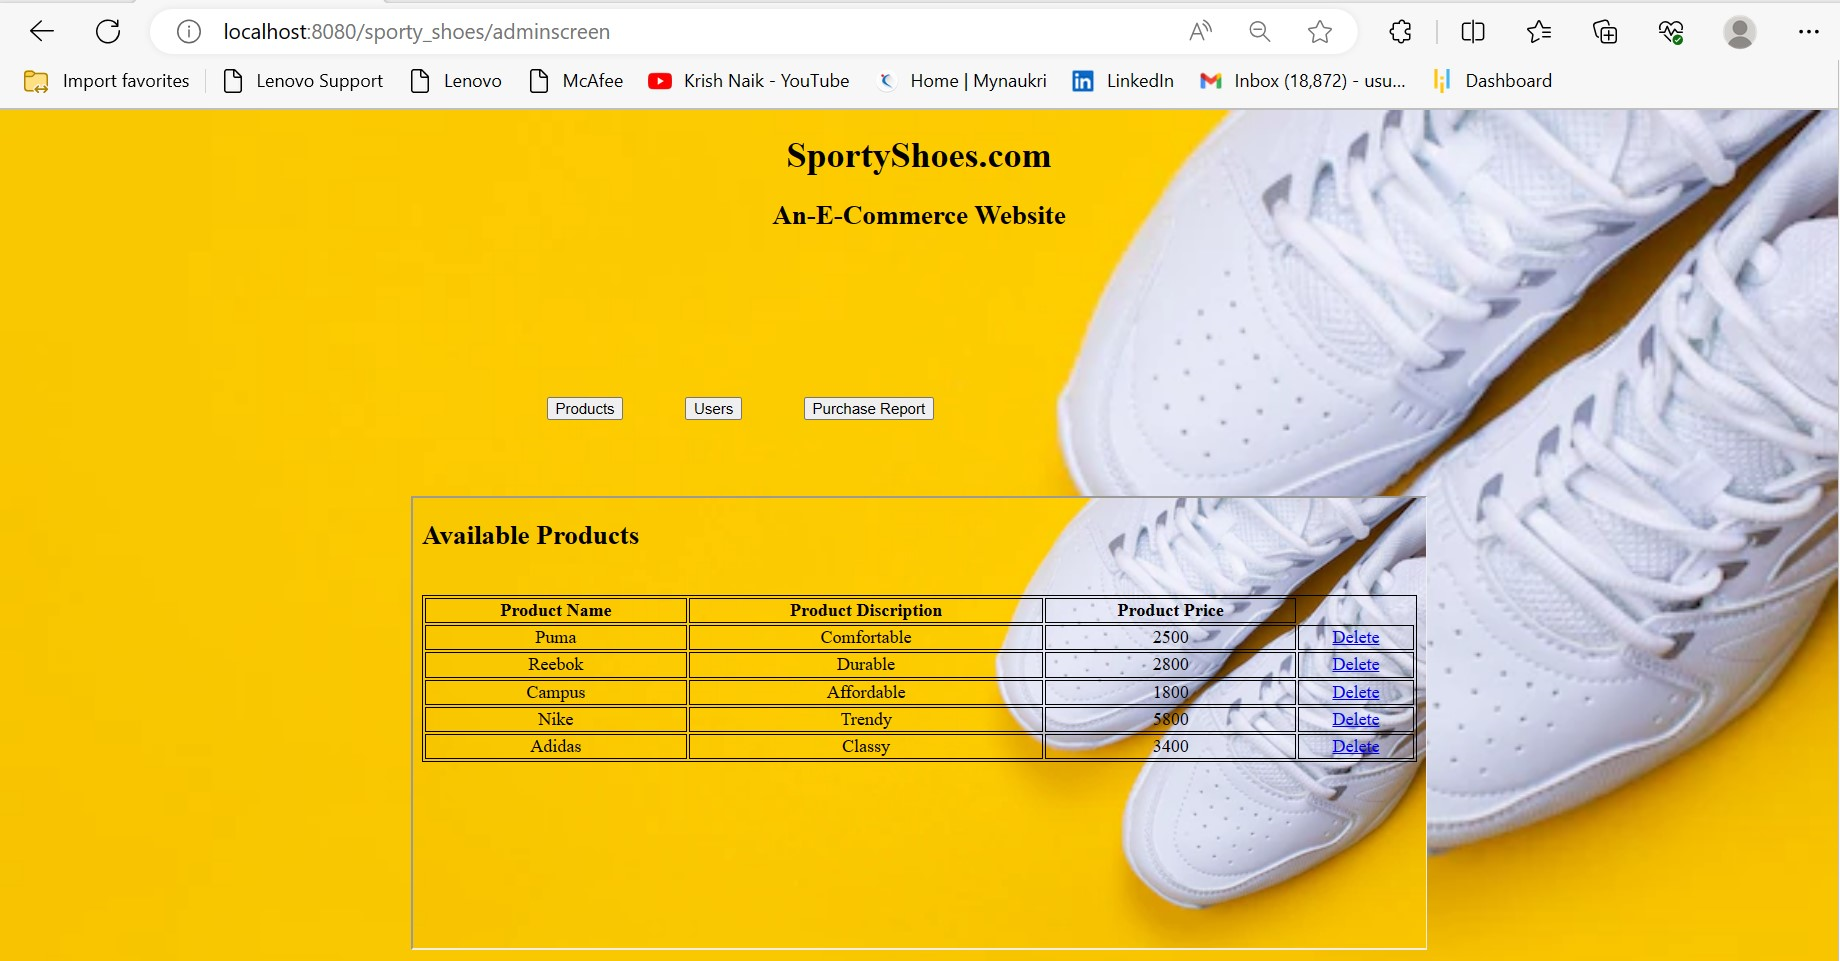 localhost:8080/sporty_shoes/adminscreen
Import favorites Lenovo Support Lenovo McAfee Krish Naik - YouTube Home | Mynaukri LinkedIn Inbox (18,872) - usu... Dashboard
SportyShoes.com
An-E-Commerce Website
Products Users Purchase Report
Available Products
Product Name Product Discription Product Price
Puma Comfortable 2500 Delete
Reebok Durable 2800 Delete
Campus Affordable 1800 Delete
Nike Trendy 5800 Delete
Adidas Classy 3400 Delete